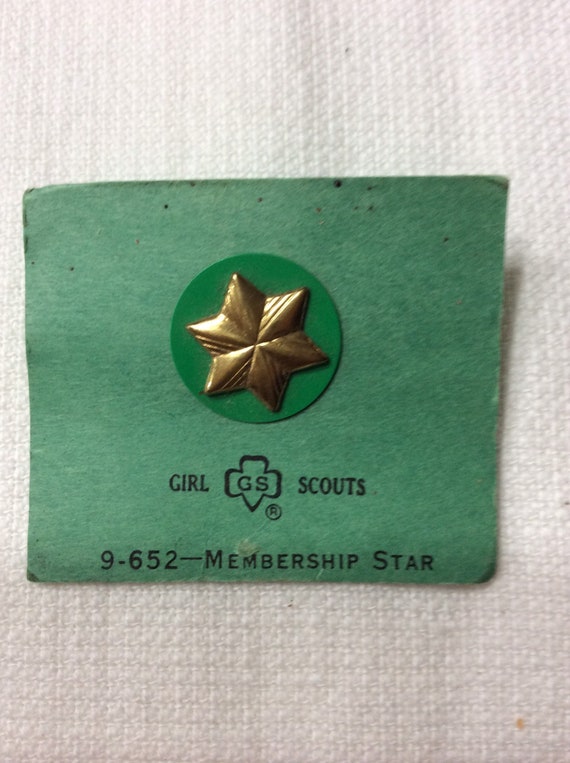 GIRL GS SCOUTS
®
9-652—MEMBERSHIP STAR